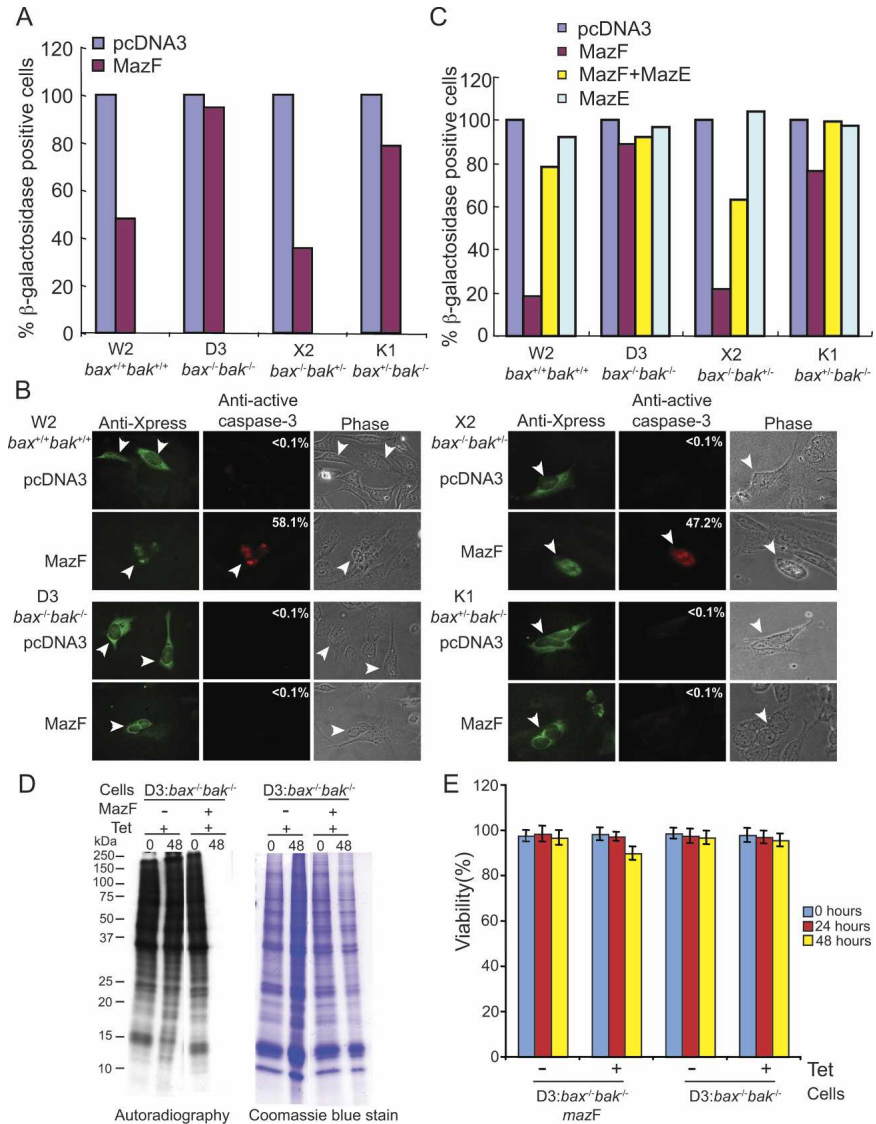 A
pcDNA3
MazF
% β-galactosidase positive cells
120
100
80
60
40
20
0
W2 D3 X2 K1
bax+/+bak+/+ bax-/-bak-/- bax-/-bak+/- bax+/-bak-/-
C
pcDNA3
MazF
MazF+MazE
MazE
% β-galactosidase positive cells
120
100
80
60
40
20
0
W2 D3 X2 K1
bax+/+bak+/+ bax-/-bak-/- bax-/-bak+/- bax+/-bak-/-
B
W2
bax+/+bak+/+
Anti-Xpress
Anti-active
caspase-3
Phase
pcDNA3
<0.1%
MazF
58.1%
D3
bax-/-bak-/-
pcDNA3
<0.1%
MazF
<0.1%
X2
bax-/-bak+/-
Anti-Xpress
Anti-active
caspase-3
Phase
pcDNA3
<0.1%
MazF
47.2%
K1
bax+/-bak-/-
pcDNA3
<0.1%
MazF
<0.1%
D
Cells D3:bax-/-bak-/- D3:bax-/-bak-/-
MazF - + - +
Tet + + + +
kDa 0 48 0 48 0 48 0 48
250
150
100
75
50
37
25
20
15
10
Autoradiography
Coomassie blue stain
E
Viability(%)
120
100
80
60
40
20
0
0 hours
24 hours
48 hours
- + - + Tet
D3:bax-/-bak-/- D3:bax-/-bak-/- Cells
mazF